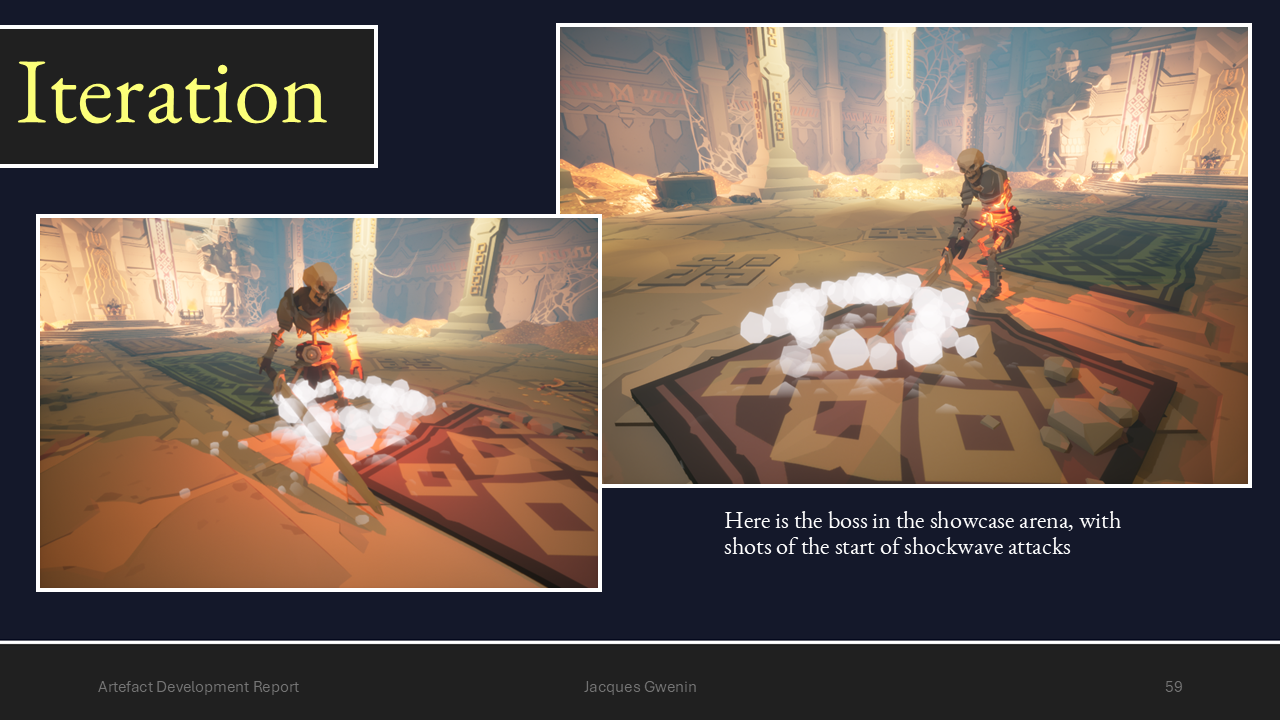 Iteration
Here is the boss in the showcase arena, with
shots of the start of shockwave attacks
Artefact Development Report
Jacques Gwenin
59